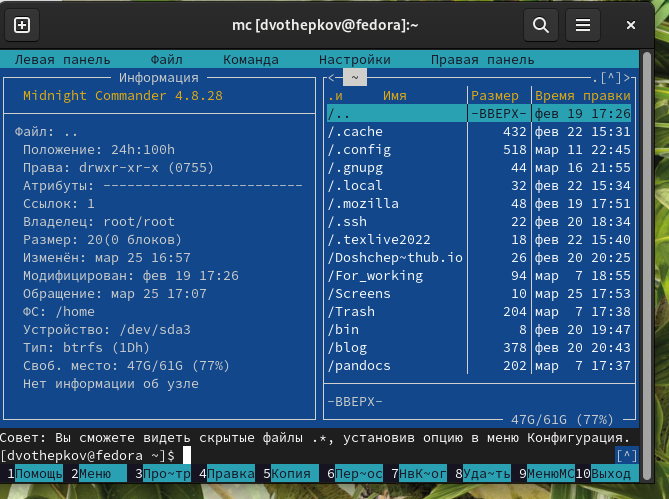 mc [dvothepkov@fedora]:~
Левая панель Файл Команда Настройки Правая панель
Информация
Midnight Commander 4.8.28
Файл: ..
Положение: 24h:100h
Права: drwxr-xr-x (0755)
Атрибуты: -------------------------
Ссылок: 1
Владелец: root/root
Размер: 20(0 блоков)
Изменён: мар 25 16:57
Модифицирован: фев 19 17:26
Обращение: мар 25 17:07
ФС: /home
Устройство: /dev/sda3
Тип: btrfs (1Dh)
Своб. место: 47G/61G (77%)
Нет информации об узле
<- ~ .[^]>
.и Имя Размер Время правки
/.. -ВВЕРХ- фев 19 17:26
/.cache 432 фев 22 15:31
/.config 518 мар 11 22:45
/.gnupg 44 мар 16 21:55
/.local 32 фев 22 15:34
/.mozilla 48 фев 19 17:51
/.ssh 22 фев 20 18:34
/.texlive2022 18 фев 22 15:40
/Doshchep~thub.io 26 фев 20 20:25
/For_working 94 мар 7 18:55
/Screens 10 мар 25 17:53
/Trash 204 мар 7 17:38
/bin 8 фев 20 19:47
/blog 378 фев 20 20:43
/pandocs 202 мар 7 17:37
-ВВЕРХ-
47G/61G (77%)
Совет: Вы сможете видеть скрытые файлы .*, установив опцию в меню Конфигурация.
[dvothepkov@fedora ~]$ [^]
1Помощь 2Меню 3Про~тр 4Правка 5Копия 6Пер~ос 7НвК~ог 8Уда~ть 9МенюMC10Выход